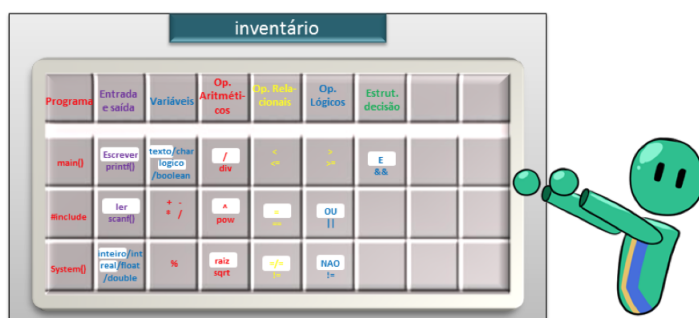 inventário
Programa
Entrada
e saída
Variáveis
Op.
Aritméti-
cos
Op. Rela-
cionais
Op.
Lógicos
Estrut.
decisão
main()
Escrever
printf()
texto/char
logico
/boolean
/
div
<
<=
>
>=
E
&&
#include
ler
scanf()
+ -
* /
^
pow
=
==
OU
||
System()
inteiro/int
real/float
/double
%
raiz
sqrt
</>
!=
NAO
!=